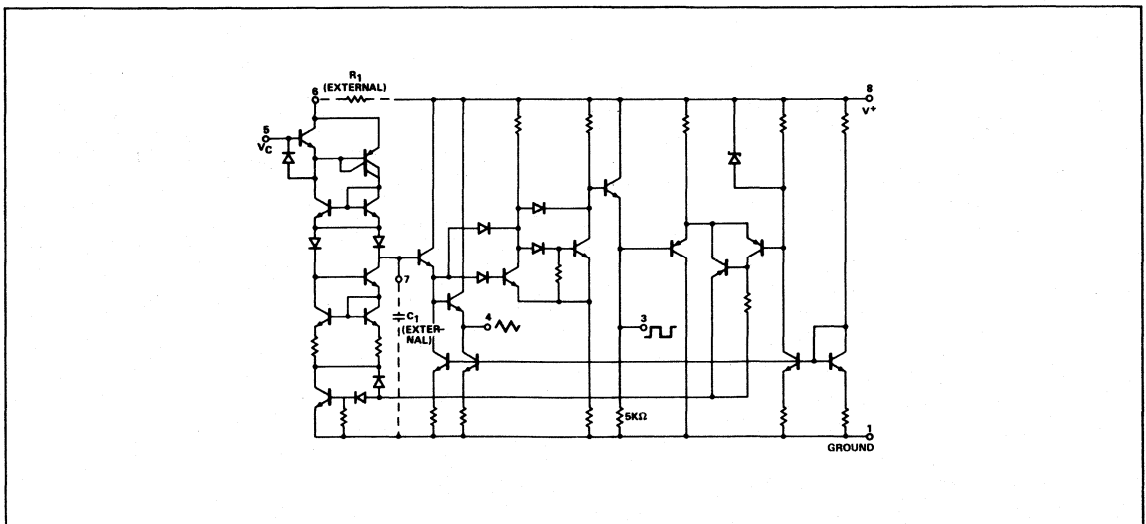 R1
(EXTERNAL)
6
8
V+
5
VC
7
C1
(EXTER-
NAL)
4
3
5KΩ
1
GROUND